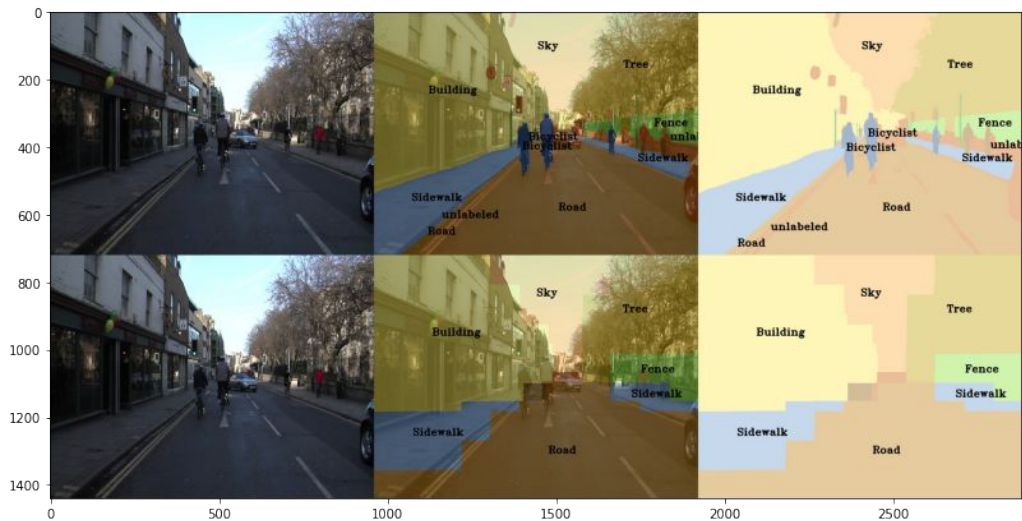 0
200
400
600
800
1000
1200
1400
Sky
Tree
Building
Fence
Bicyclist
unlab
Bicyclist
Sidewalk
Sidewalk
unlabeled
Road
Road
Sky
Tree
Building
Fence
Bicyclist
unlabe
Bicyclist
Sidewalk
Sidewalk
Road
unlabeled
Road
Sky
Tree
Building
Fence
Sidewalk
Sidewalk
Road
Sky
Tree
Building
Fence
Sidewalk
Sidewalk
Road
0 500 1000 1500 2000 2500